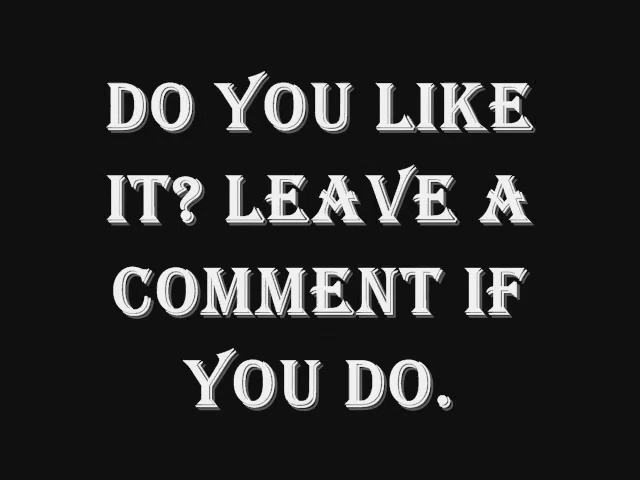 DO YOU LIKE
IT? LEAVE A
COMMENT IF
YOU DO.